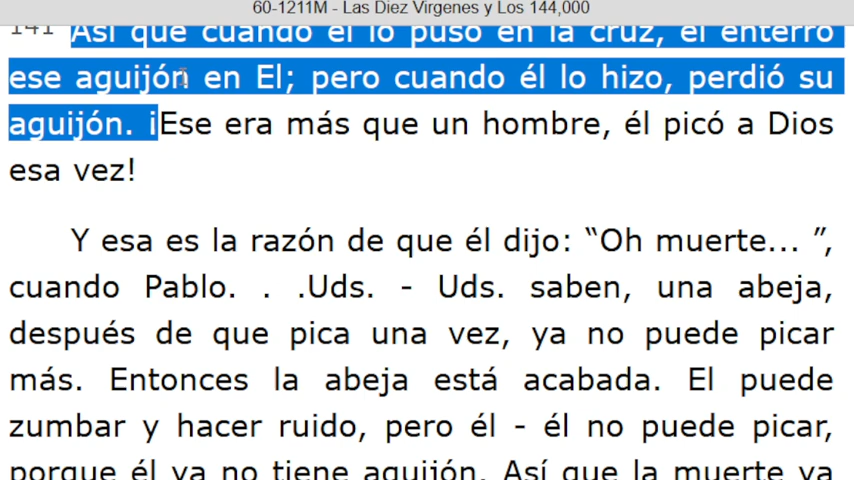 60-1211M - Las Diez Virgenes y Los 144,000
141 Así que cuando él lo puso en la cruz, él enterró
ese aguijón en El; pero cuando él lo hizo, perdió su
aguijón. ¡Ese era más que un hombre, él picó a Dios
esa vez!
Y esa es la razón de que él dijo: “Oh muerte... ”,
cuando Pablo. . .Uds. - Uds. saben, una abeja,
después de que pica una vez, ya no puede picar
más. Entonces la abeja está acabada. El puede
zumbar y hacer ruido, pero él - él no puede picar,
porque él ya no tiene aguijón. Así que la muerte ya